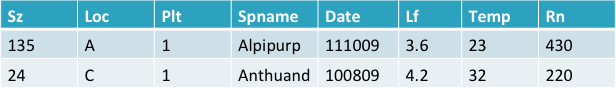 Sz Loc Plt Spname Date Lf Temp Rn
135 A 1 Alpipurp 111009 3.6 23 430
24 C 1 Anthuand 100809 4.2 32 220